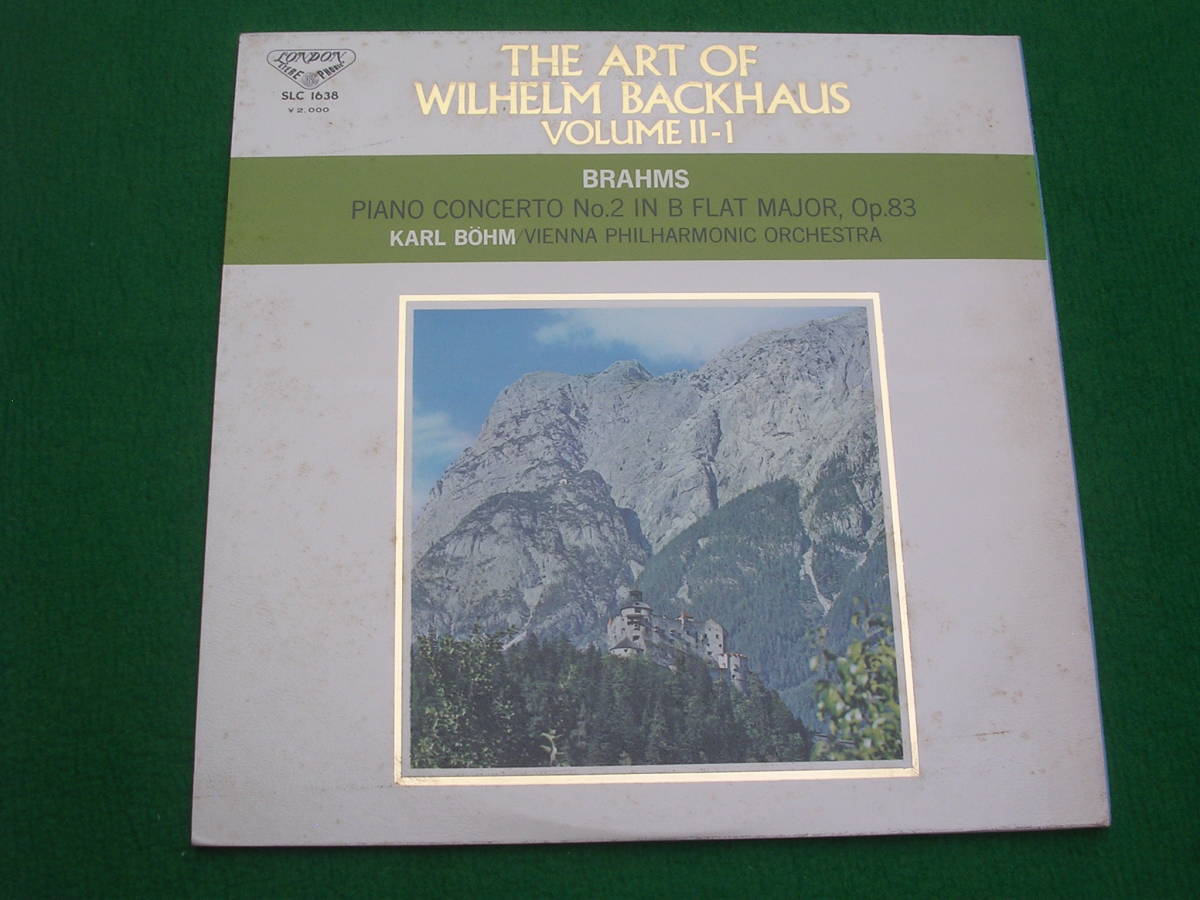 LONDON
STEREOPHONIC
SLC 1638
¥2,000
THE ART OF
WILHELM BACKHAUS
VOLUME II-1
BRAHMS
PIANO CONCERTO No.2 IN B FLAT MAJOR, Op.83
KARL BÖHM/VIENNA PHILHARMONIC ORCHESTRA